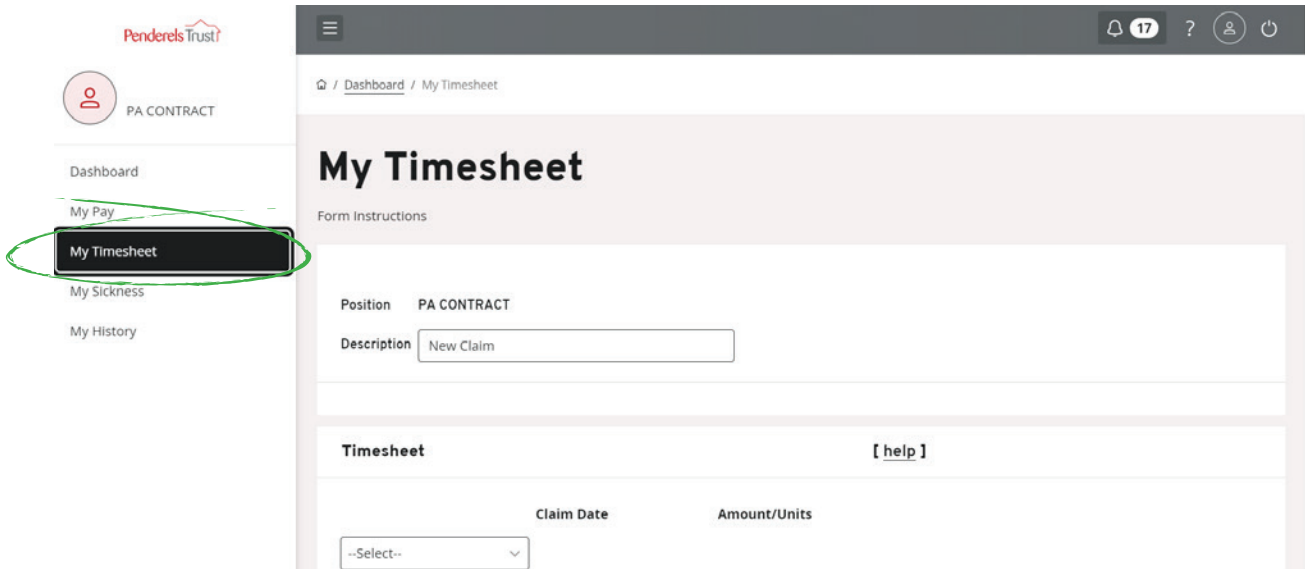 Penderels Trust
PA CONTRACT
Dashboard
My Pay
My Timesheet
My Sickness
My History
17 ?
/ Dashboard / My Timesheet
My Timesheet
Form Instructions
Position PA CONTRACT
Description New Claim
Timesheet [ help ]
Claim Date Amount/Units
--Select--